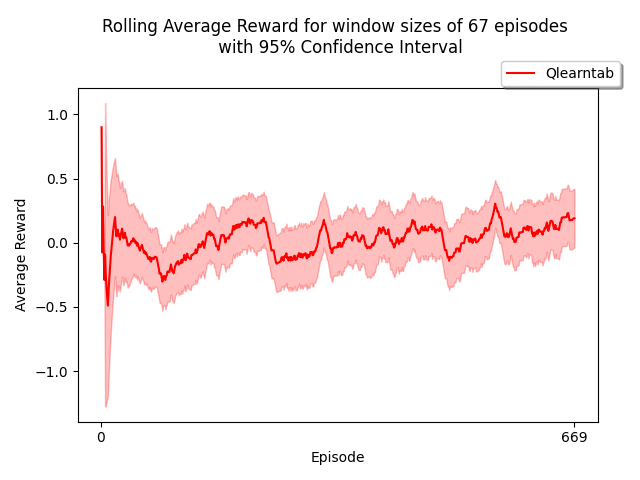 Rolling Average Reward for window sizes of 67 episodes
with 95% Confidence Interval
Qlearntab
1.0
0.5
0.0
−0.5
−1.0
Average Reward
0
669
Episode